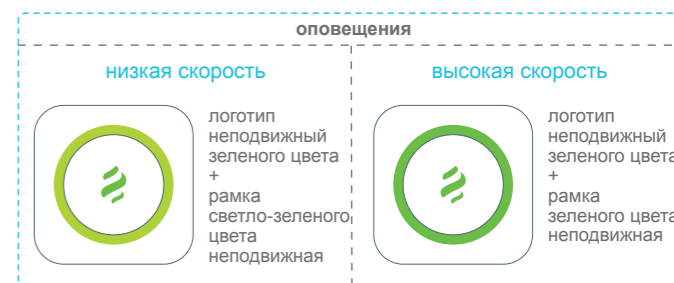 оповещения
низкая скорость
высокая скорость
логотип
неподвижный
зеленого цвета
+
рамка
светло-зеленого
цвета
неподвижная
логотип
неподвижный
зеленого цвета
+
рамка
зеленого цвета
неподвижная